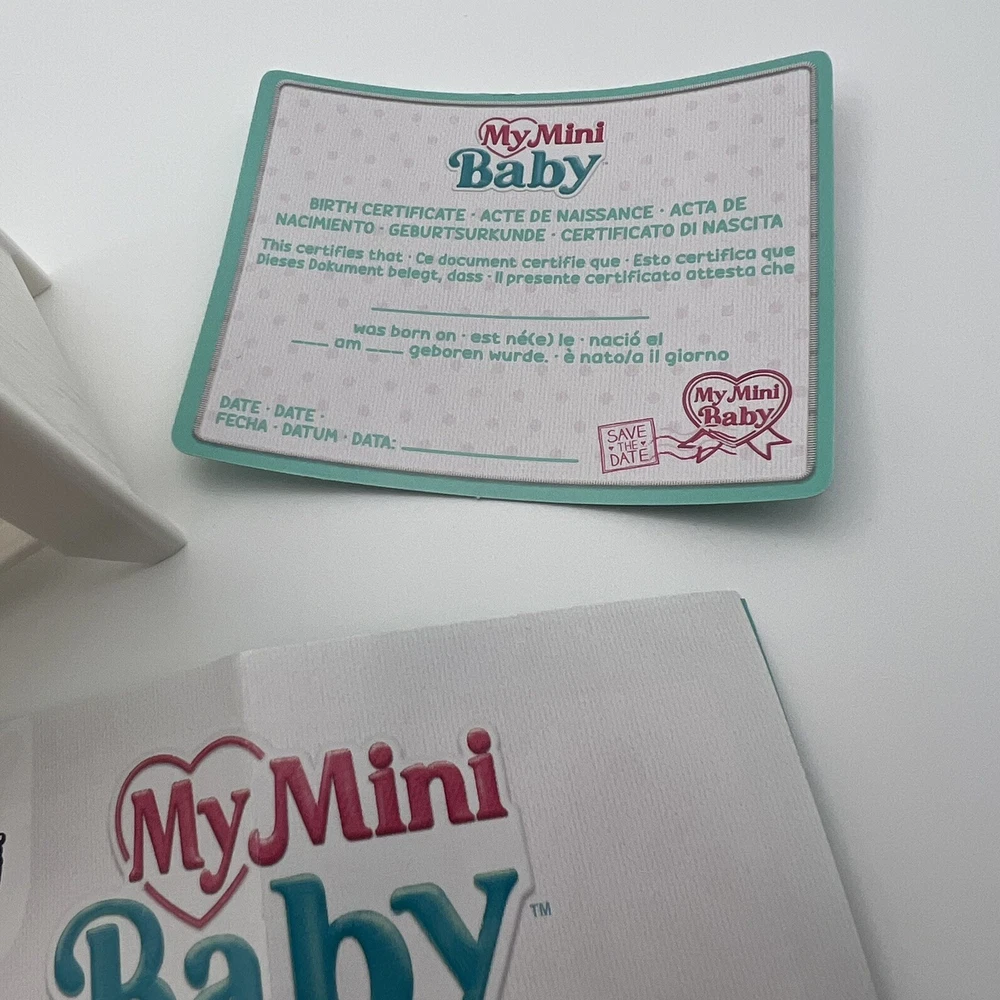 My Mini
Baby
BIRTH CERTIFICATE · ACTE DE NAISSANCE · ACTA DE
NACIMIENTO · GEBURTSURKUNDE · CERTIFICATO DI NASCITA
This certifies that · Ce document certifie que · Esto certifica que
Dieses Dokument belegt, dass · Il presente certificato attesta che
was born on · est né(e) le · nació el
___ am ___ geboren wurde. · è nato/a il giorno
DATE · DATE ·
FECHA · DATUM · DATA:
SAVE
THE
DATE
My Mini
Baby
My Mini
Baby™